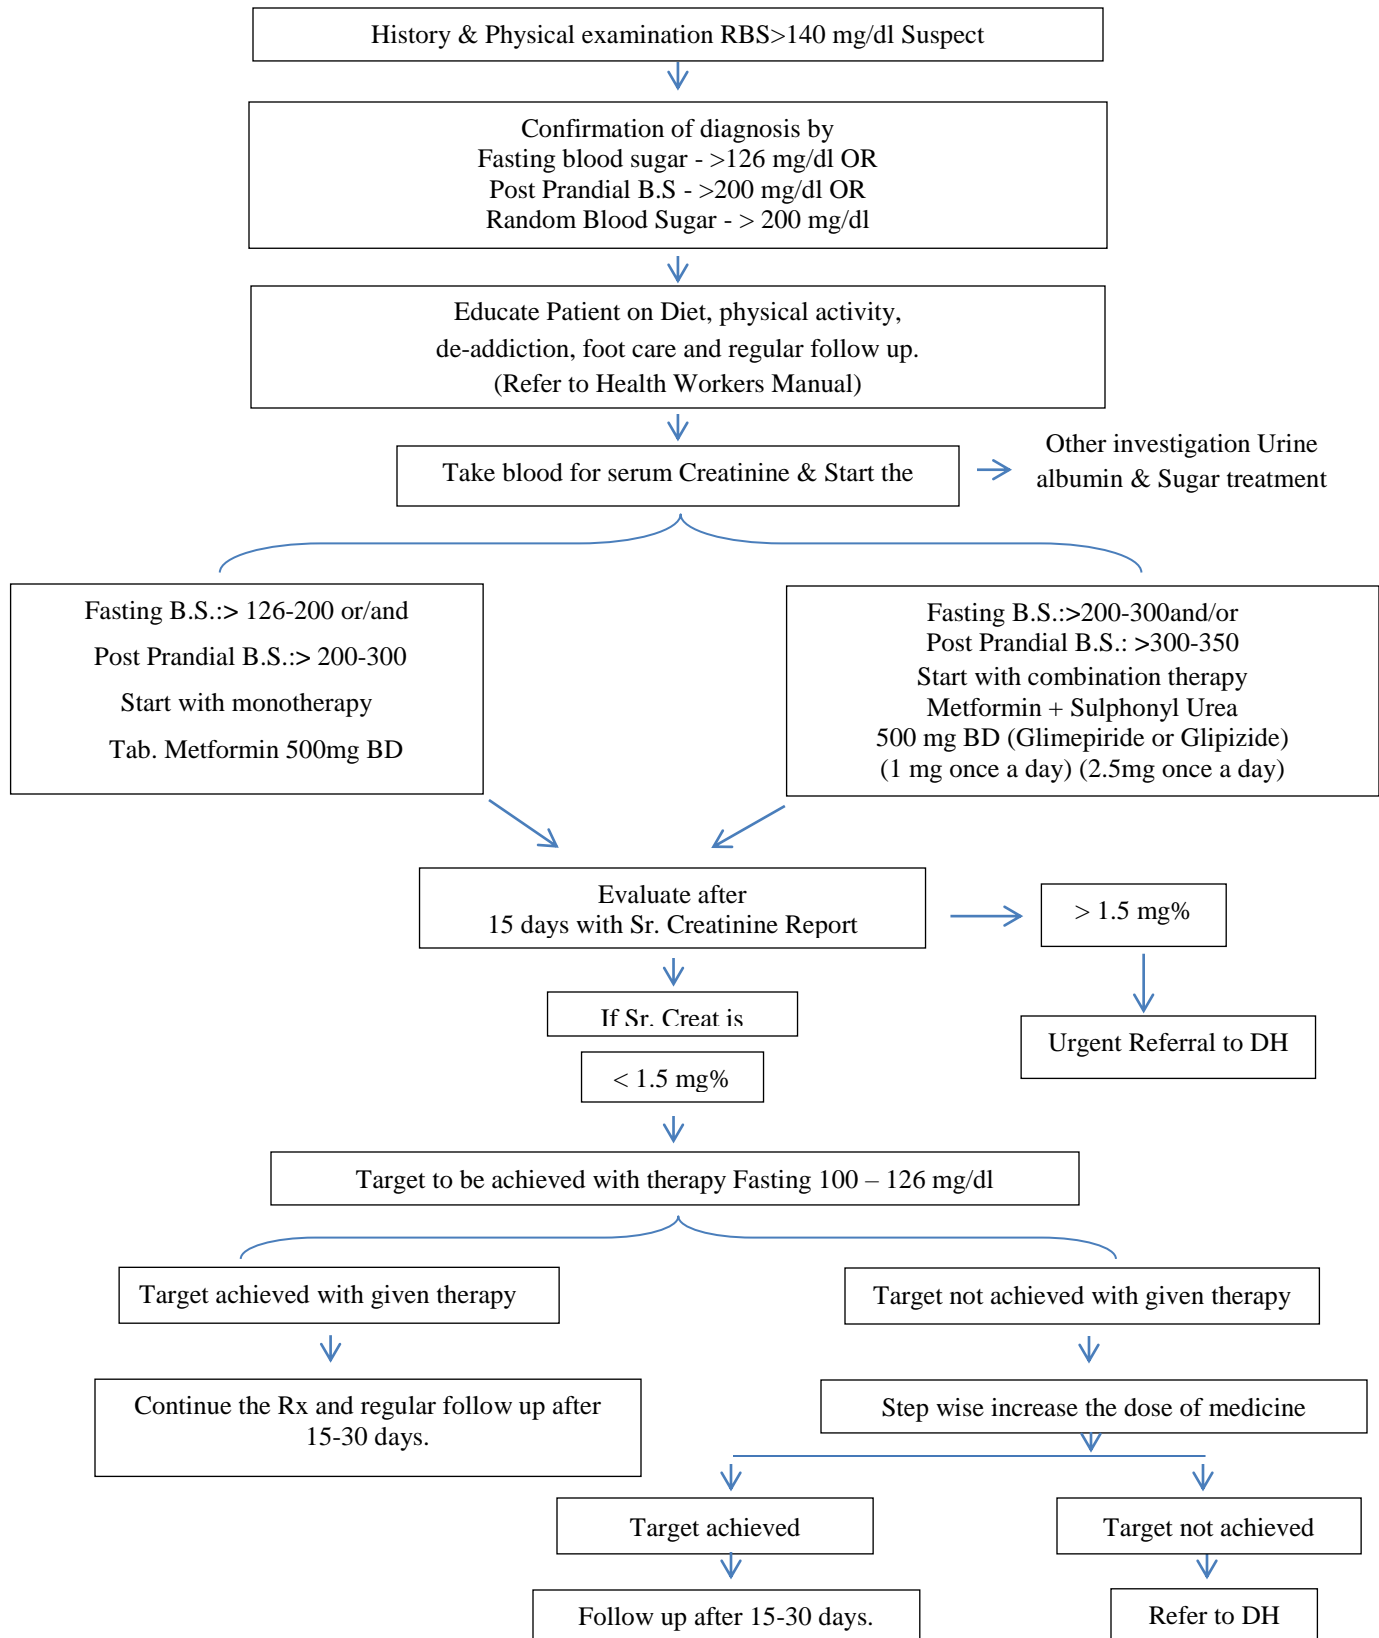 History & Physical examination RBS>140 mg/dl Suspect
Confirmation of diagnosis by
Fasting blood sugar - >126 mg/dl OR
Post Prandial B.S - >200 mg/dl OR
Random Blood Sugar - > 200 mg/dl
Educate Patient on Diet, physical activity,
de-addiction, foot care and regular follow up.
(Refer to Health Workers Manual)
Take blood for serum Creatinine & Start the
Other investigation Urine
albumin & Sugar treatment
Fasting B.S.:> 126-200 or/and
Post Prandial B.S.:> 200-300
Start with monotherapy
Tab. Metformin 500mg BD
Fasting B.S.:>200-300and/or
Post Prandial B.S.: >300-350
Start with combination therapy
Metformin + Sulphonyl Urea
500 mg BD (Glimepiride or Glipizide)
(1 mg once a day) (2.5mg once a day)
Evaluate after
15 days with Sr. Creatinine Report
> 1.5 mg%
Urgent Referral to DH
If Sr. Creat is
< 1.5 mg%
Target to be achieved with therapy Fasting 100 – 126 mg/dl
Target achieved with given therapy
Target not achieved with given therapy
Continue the Rx and regular follow up after
15-30 days.
Step wise increase the dose of medicine
Target achieved
Target not achieved
Follow up after 15-30 days.
Refer to DH